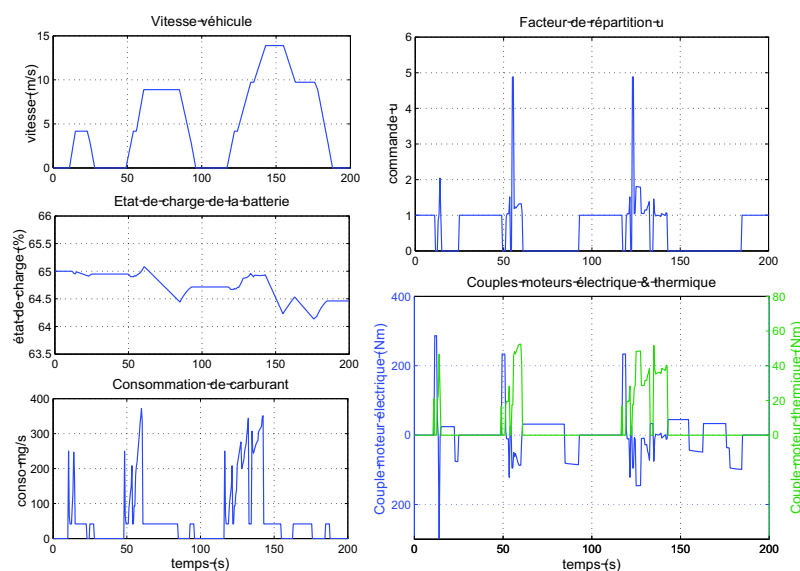 Vitesse véhicule
vitesse (m/s)
15
10
5
0
0 50 100 150 200
Etat de charge de la batterie
état de charge (%)
66
65.5
65
64.5
64
63.5
0 50 100 150 200
Consommation de carburant
conso mg/s
400
300
200
100
0
0 50 100 150 200
temps (s)
Facteur de répartition u
commande u
6
5
4
3
2
1
0
0 50 100 150 200
Couples moteurs électrique & thermique
Couple moteur électrique (Nm)
400
200
0
200
0 50 100 150 200
temps (s)
80
60
40
20
0
20
40
60
Couple moteur thermique (Nm)